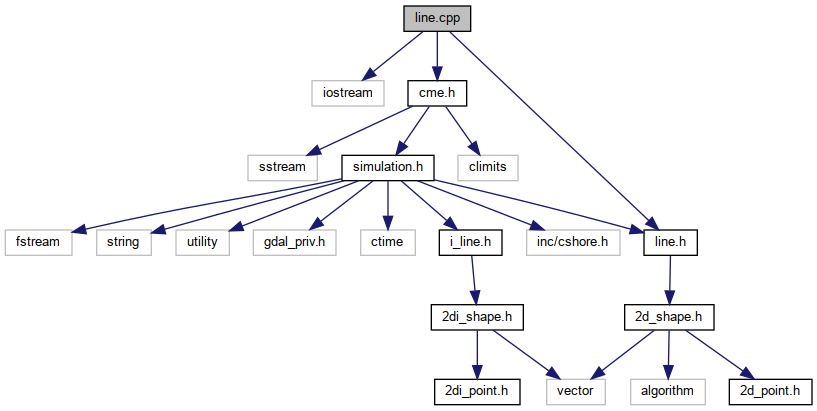 line.cpp
iostream
cme.h
sstream
simulation.h
climits
fstream
string
utility
gdal_priv.h
ctime
i_line.h
inc/cshore.h
line.h
2di_shape.h
2d_shape.h
2di_point.h
vector
algorithm
2d_point.h